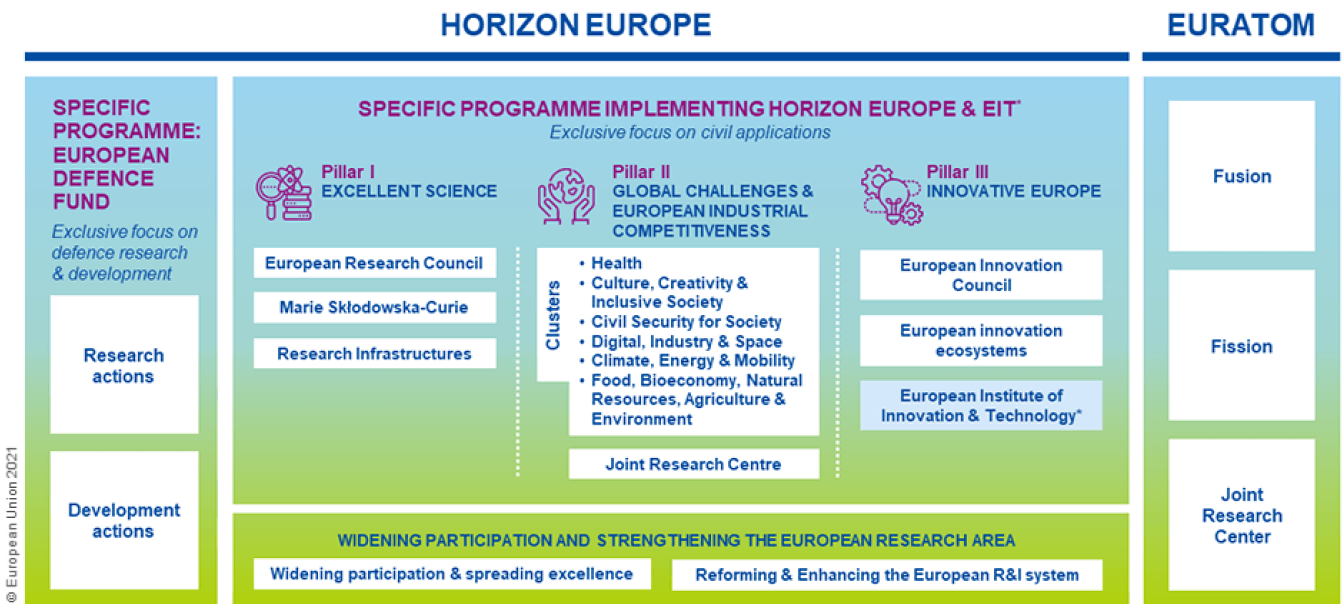 HORIZON EUROPE
EURATOM
SPECIFIC
PROGRAMME:
EUROPEAN
DEFENCE
FUND
Exclusive focus on
defence research
& development
Research
actions
Development
actions
SPECIFIC PROGRAMME IMPLEMENTING HORIZON EUROPE & EIT*
Exclusive focus on civil applications
Pillar I
EXCELLENT SCIENCE
European Research Council
Marie Skłodowska-Curie
Research Infrastructures
Pillar II
GLOBAL CHALLENGES &
EUROPEAN INDUSTRIAL
COMPETITIVENESS
Clusters
• Health
• Culture, Creativity &
Inclusive Society
• Civil Security for Society
• Digital, Industry & Space
• Climate, Energy & Mobility
• Food, Bioeconomy, Natural
Resources, Agriculture &
Environment
Joint Research Centre
Pillar III
INNOVATIVE EUROPE
European Innovation
Council
European innovation
ecosystems
European Institute of
Innovation & Technology*
WIDENING PARTICIPATION AND STRENGTHENING THE EUROPEAN RESEARCH AREA
Widening participation & spreading excellence
Reforming & Enhancing the European R&I system
Fusion
Fission
Joint
Research
Center
© European Union 2021